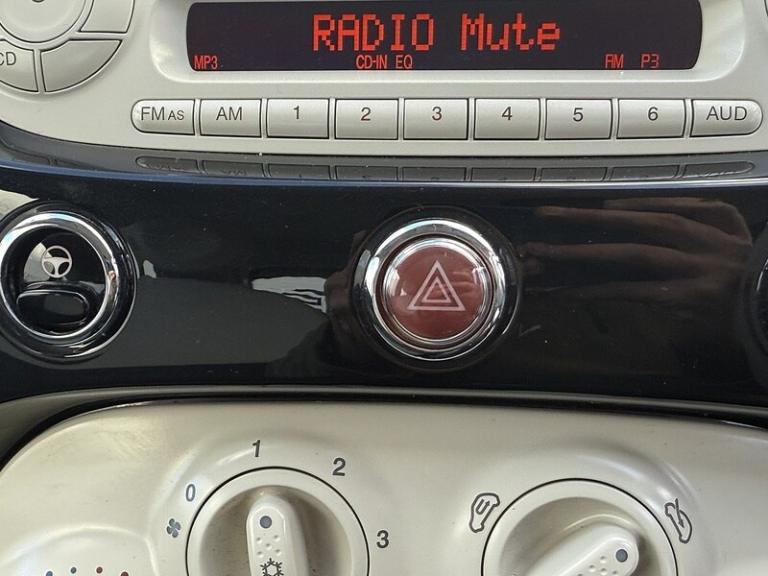 RADIO Mute
MP3 CD-IN EQ FM P3
CD
FM AS AM 1 2 3 4 5 6 AUD
1
2
0
3